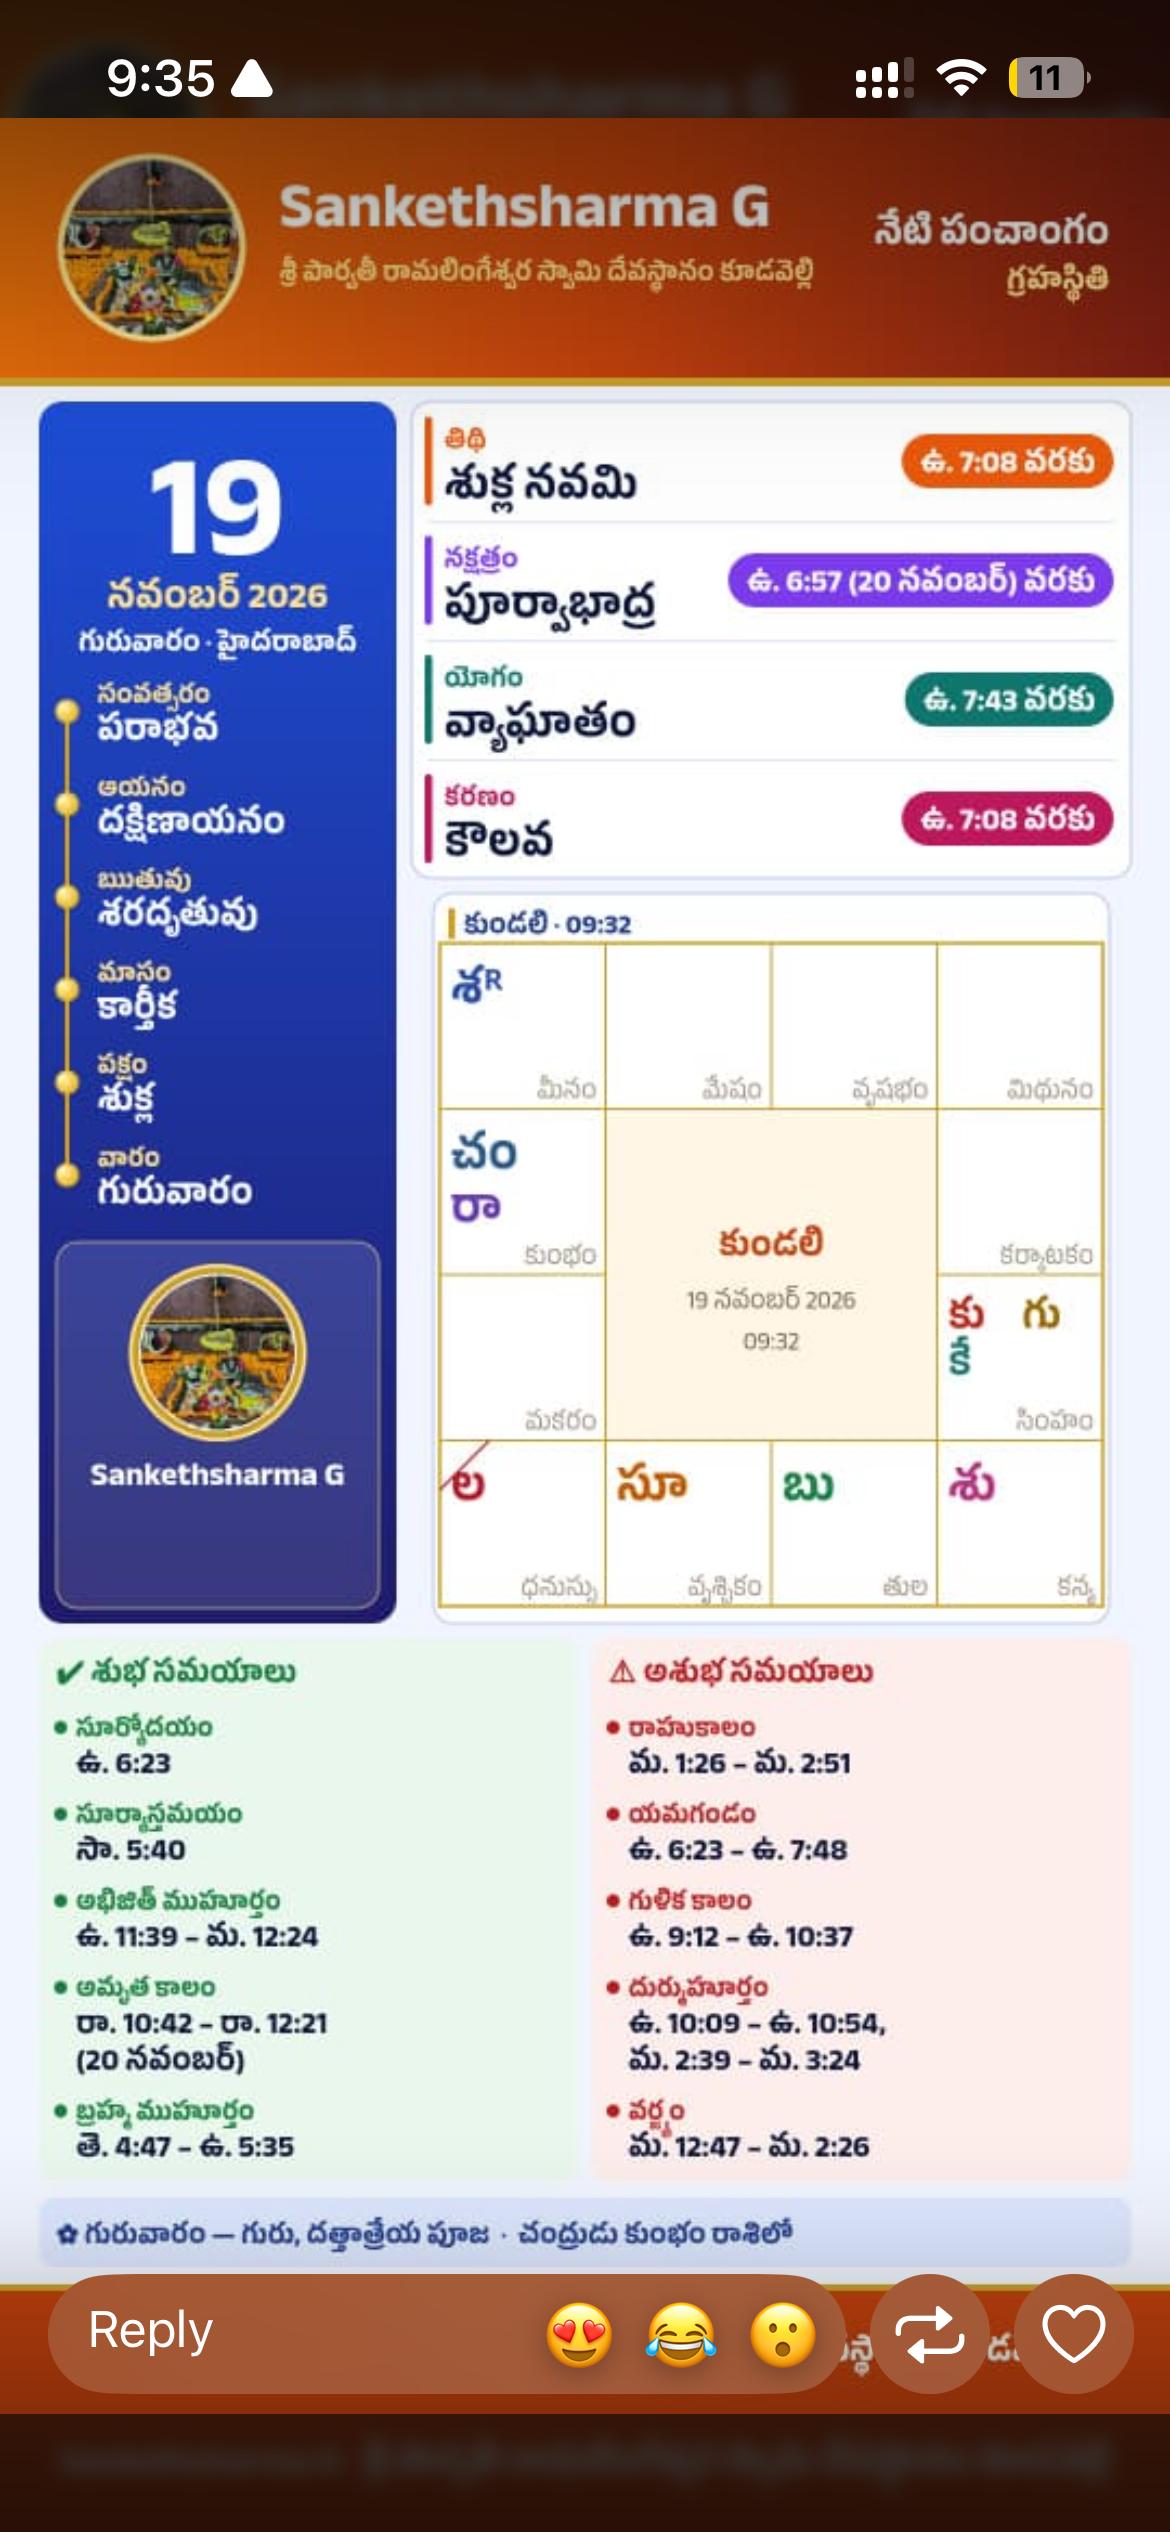 9:35
11
Sankethsharma G
శ్రీ పార్వతీ రామలింగేశ్వర స్వామి దేవస్థానం కూడవెల్లి
నేటి పంచాంగం
గ్రహస్థితి
19
నవంబర్ 2026
గురువారం · హైదరాబాద్
సంవత్సరం
పరాభవ
ఆయనం
దక్షిణాయనం
ఋతువు
శరదృతువు
మాసం
కార్తీక
పక్షం
శుక్ల
వారం
గురువారం
Sankethsharma G
తిథి
శుక్ల నవమి
ఉ. 7:08 వరకు
నక్షత్రం
పూర్వాభాద్ర
ఉ. 6:57 (20 నవంబర్) వరకు
యోగం
వ్యాఘాతం
ఉ. 7:43 వరకు
కరణం
కౌలవ
ఉ. 7:08 వరకు
కుండలి · 09:32
శR
మీనం
మేషం
వృషభం
మిథునం
చం
రా
కుంభం
కుండలి
19 నవంబర్ 2026
09:32
కర్కాటకం
మకరం
కు గు
కే
సింహం
ల
ధనుస్సు
సూ
వృశ్చికం
బు
తుల
శు
కన్య
✔ శుభ సమయాలు
• సూర్యోదయం
ఉ. 6:23
• సూర్యాస్తమయం
సా. 5:40
• అభిజిత్ ముహూర్తం
ఉ. 11:39 – మ. 12:24
• అమృత కాలం
రా. 10:42 – రా. 12:21
(20 నవంబర్)
• బ్రహ్మ ముహూర్తం
తె. 4:47 – ఉ. 5:35
⚠ అశుభ సమయాలు
• రాహుకాలం
మ. 1:26 – మ. 2:51
• యమగండం
ఉ. 6:23 – ఉ. 7:48
• గుళిక కాలం
ఉ. 9:12 – ఉ. 10:37
• దుర్ముహూర్తం
ఉ. 10:09 – ఉ. 10:54,
మ. 2:39 – మ. 3:24
• వర్జ్యం
మ. 12:47 – మ. 2:26
✿ గురువారం — గురు, దత్తాత్రేయ పూజ · చంద్రుడు కుంభం రాశిలో
Reply